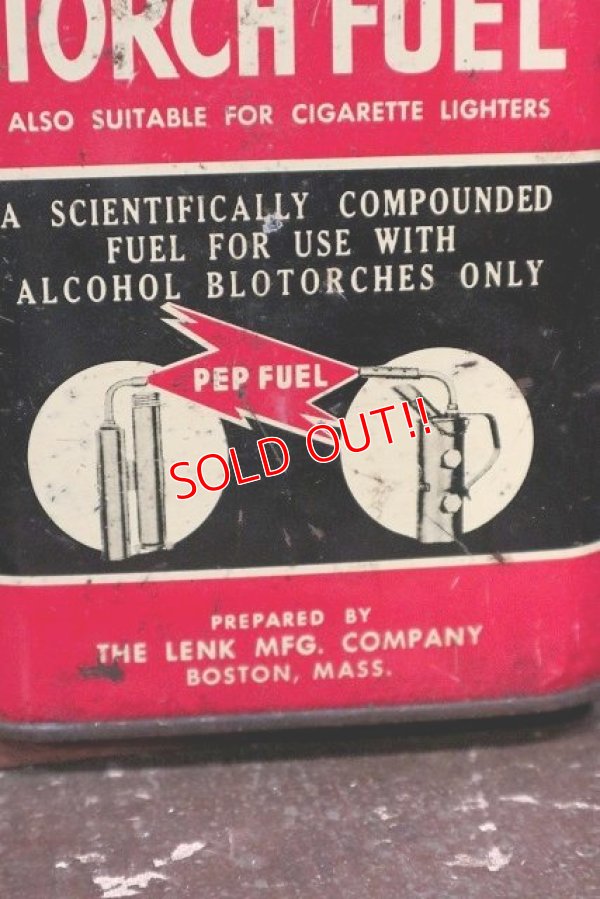 TORCH FUEL
ALSO SUITABLE FOR CIGARETTE LIGHTERS
A SCIENTIFICALLY COMPOUNDED
FUEL FOR USE WITH
ALCOHOL BLOTORCHES ONLY
PEP FUEL
SOLD OUT!!
PREPARED BY
THE LENK MFG. COMPANY
BOSTON, MASS.